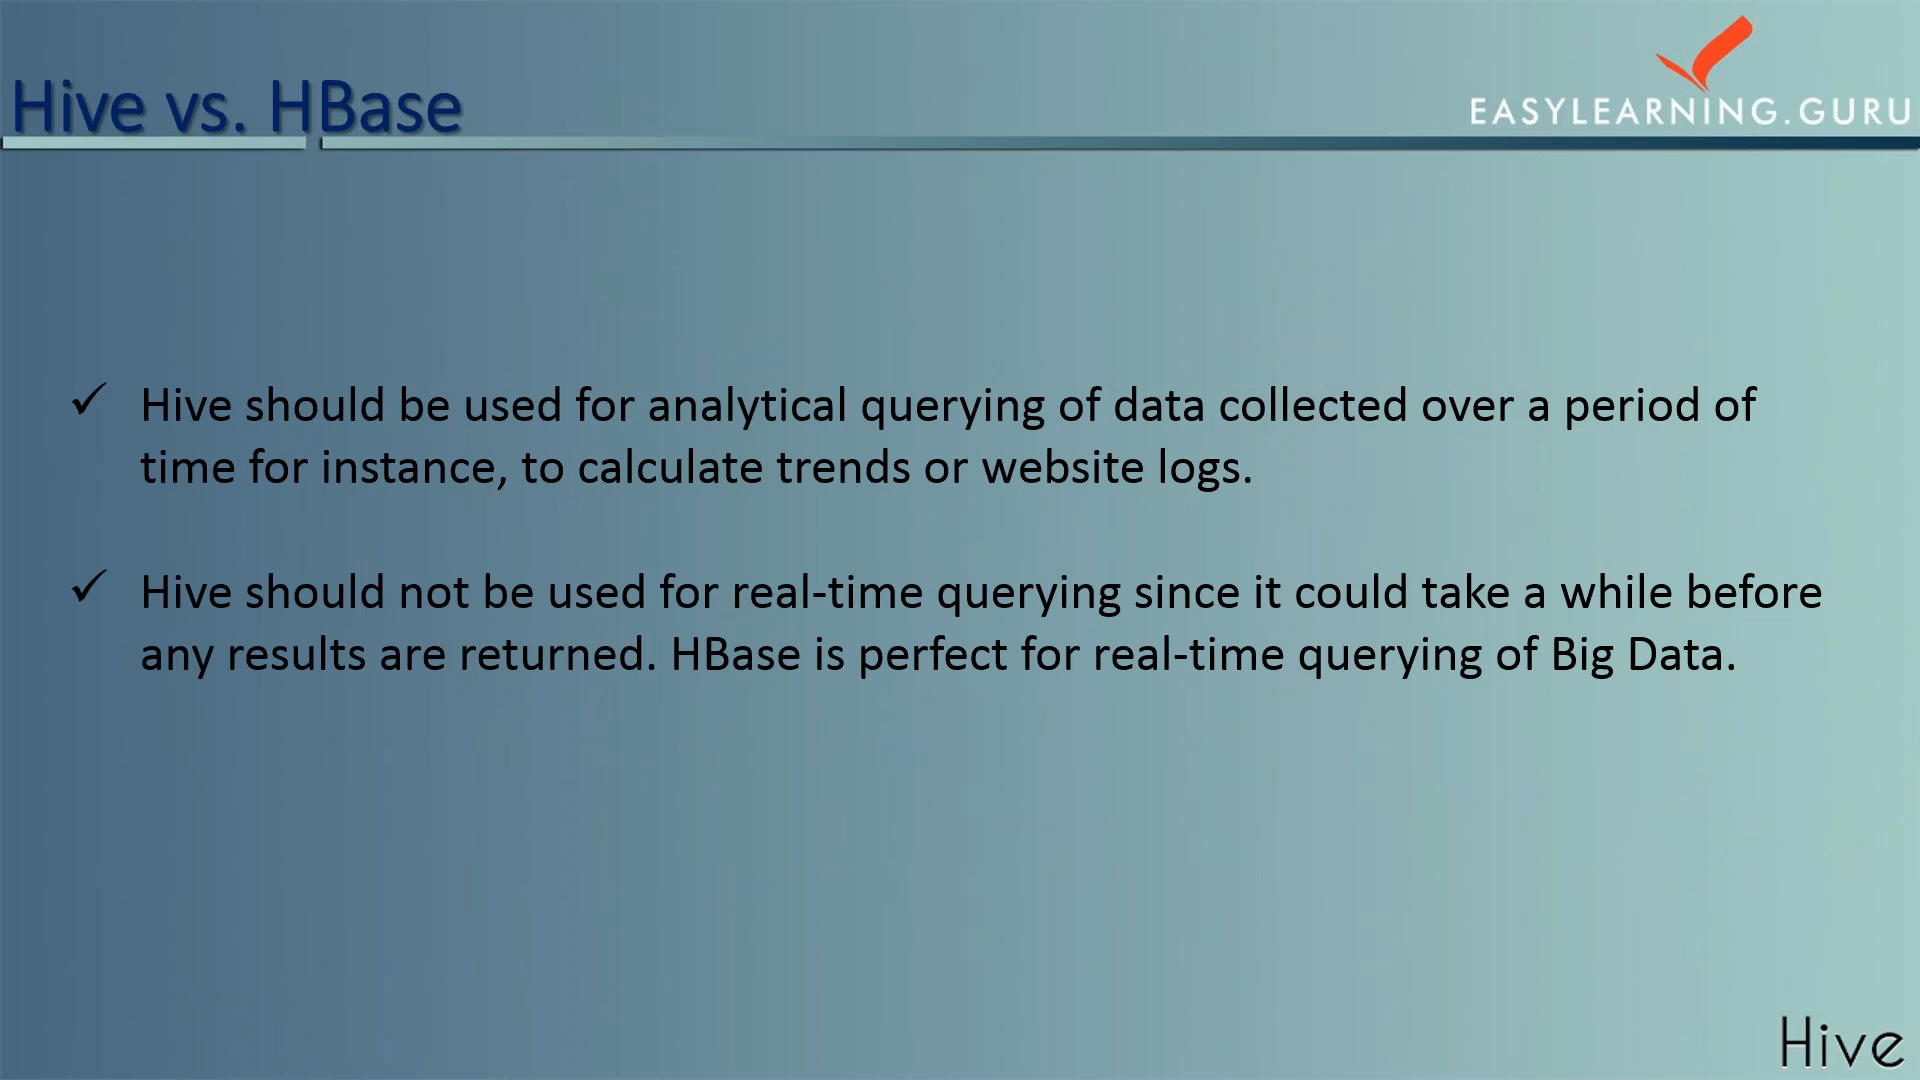 Hive vs. HBase
EASYLEARNING.GURU
✓ Hive should be used for analytical querying of data collected over a period of
time for instance, to calculate trends or website logs.
✓ Hive should not be used for real-time querying since it could take a while before
any results are returned. HBase is perfect for real-time querying of Big Data.
Hive